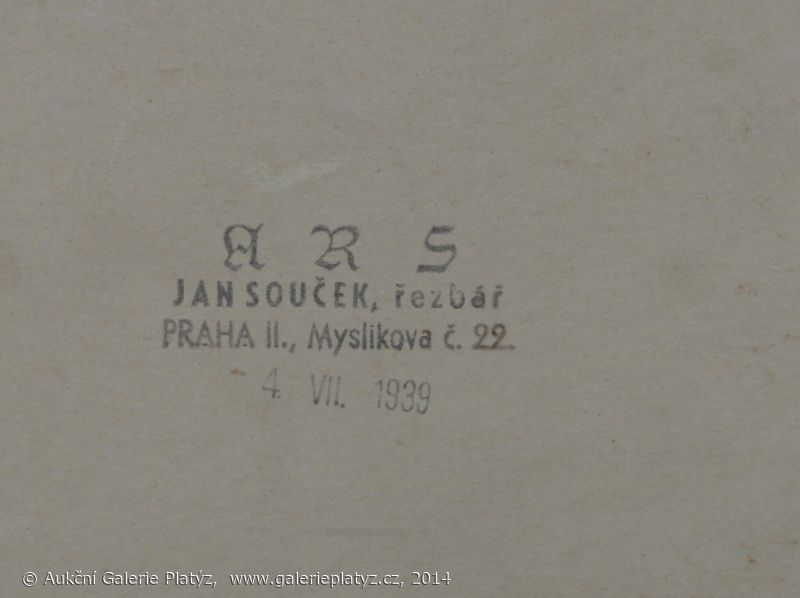 A R S
JAN SOUČEK, řezbář
PRAHA II., Myslíkova č. 22.
4. VII. 1939
© Aukční Galerie Platýz, www.galerieplatyz.cz, 2014